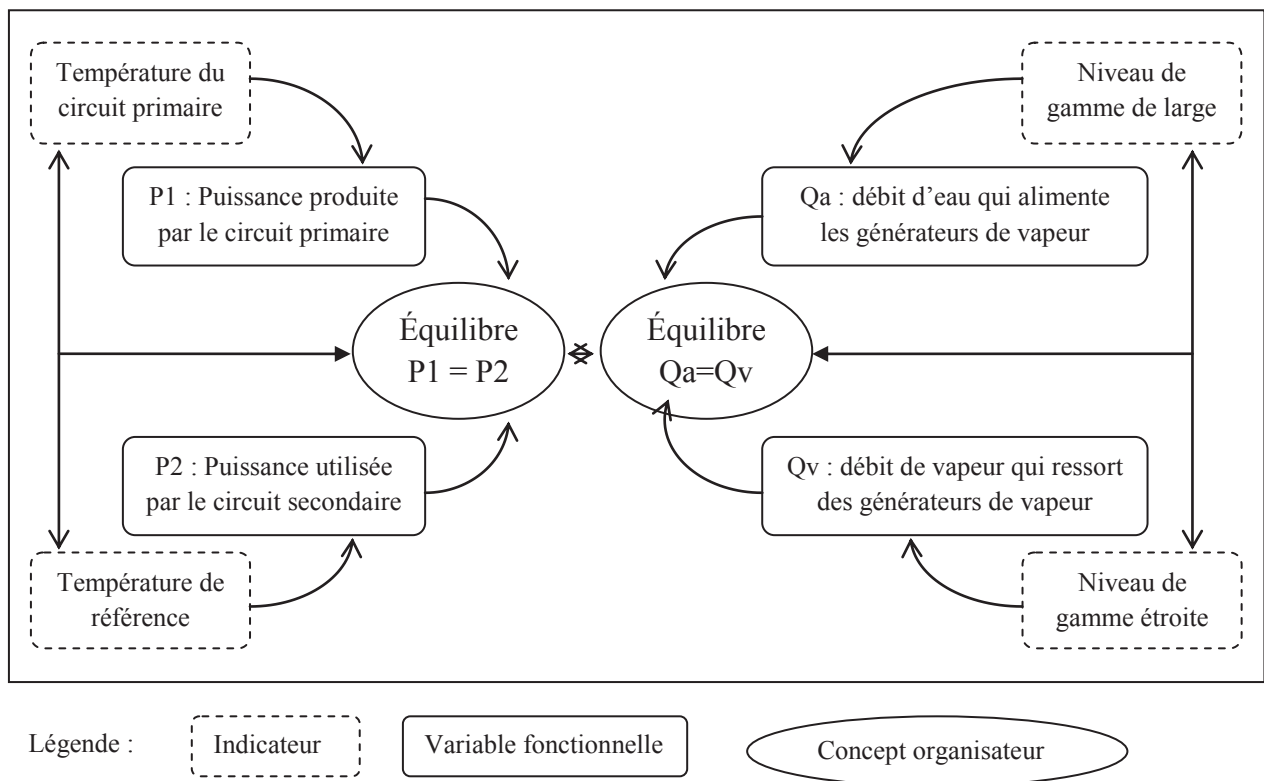 Température du
circuit primaire
Niveau de
gamme de large
P1 : Puissance produite
par le circuit primaire
Qa : débit d’eau qui alimente
les générateurs de vapeur
Équilibre
P1 = P2
Équilibre
Qa=Qv
P2 : Puissance utilisée
par le circuit secondaire
Qv : débit de vapeur qui ressort
des générateurs de vapeur
Température de
référence
Niveau de
gamme étroite
Légende :
Indicateur
Variable fonctionnelle
Concept organisateur